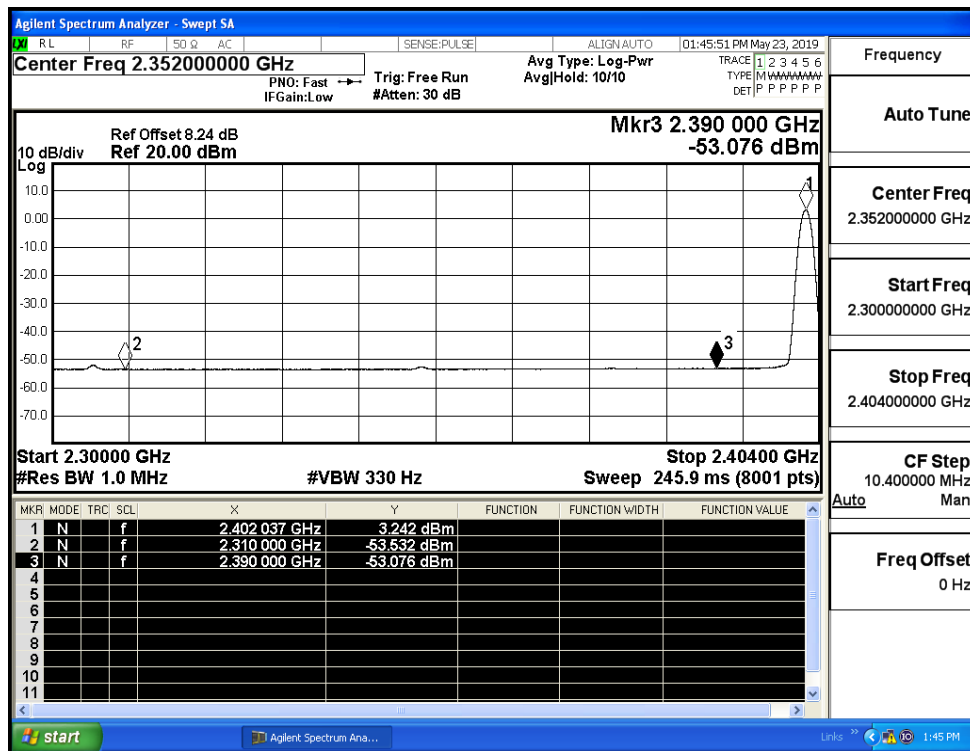 Agilent Spectrum Analyzer - Swept SA
LXI RL RF 50 Ω AC SENSE:PULSE ALIGN AUTO 01:45:51 PM May 23, 2019
Center Freq 2.352000000 GHz
PNO: Fast
IFGain:Low
Trig: Free Run
#Atten: 30 dB
Avg Type: Log-Pwr
Avg|Hold: 10/10
TRACE 1 2 3 4 5 6
TYPE M W W W W W
DET P P P P P P
Ref Offset 8.24 dB
10 dB/div Ref 20.00 dBm
Log
Mkr3 2.390 000 GHz
-53.076 dBm
10.0
0.00
-10.0
-20.0
-30.0
-40.0
-50.0
-60.0
-70.0
1
2
3
Start 2.30000 GHz Stop 2.40400 GHz
#Res BW 1.0 MHz #VBW 330 Hz Sweep 245.9 ms (8001 pts)
MKR MODE TRC SCL X Y FUNCTION FUNCTION WIDTH FUNCTION VALUE
1 N f 2.402 037 GHz 3.242 dBm
2 N f 2.310 000 GHz -53.532 dBm
3 N f 2.390 000 GHz -53.076 dBm
4
5
6
7
8
9
10
11
Frequency
Auto Tune
Center Freq
2.352000000 GHz
Start Freq
2.300000000 GHz
Stop Freq
2.404000000 GHz
CF Step
10.400000 MHz
Auto Man
Freq Offset
0 Hz
start Agilent Spectrum Ana... Links » 1:45 PM